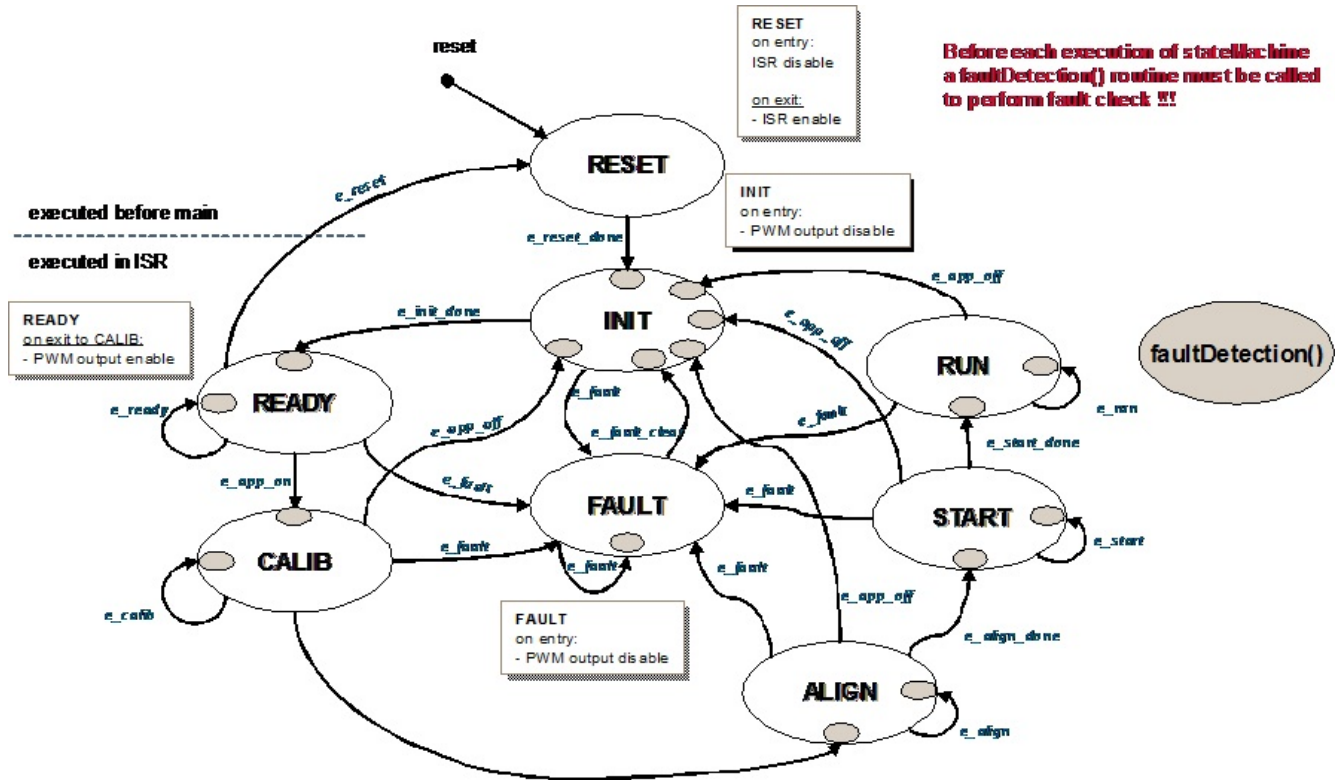 reset
RESET
on entry:
ISR disable
on exit:
- ISR enable
Before each execution of stateMachine
a faultDetection() routine must be called
to perform fault check !!!
RESET
e_reset
executed before main
executed in ISR
INIT
on entry:
- PWM output disable
e_reset_done
e_app_off
READY
on exit to CALIB:
- PWM output enable
e_init_done
INIT
e_app_off
RUN
faultDetection()
e_ready
READY
e_fault
e_run
e_app_off
e_fault_clear
e_fault
e_start_done
e_app_on
e_fault
FAULT
e_fault
START
CALIB
e_fault
e_fault
e_fault
e_start
e_calib
e_app_off
FAULT
on entry:
- PWM output disable
e_align_done
ALIGN
e_align